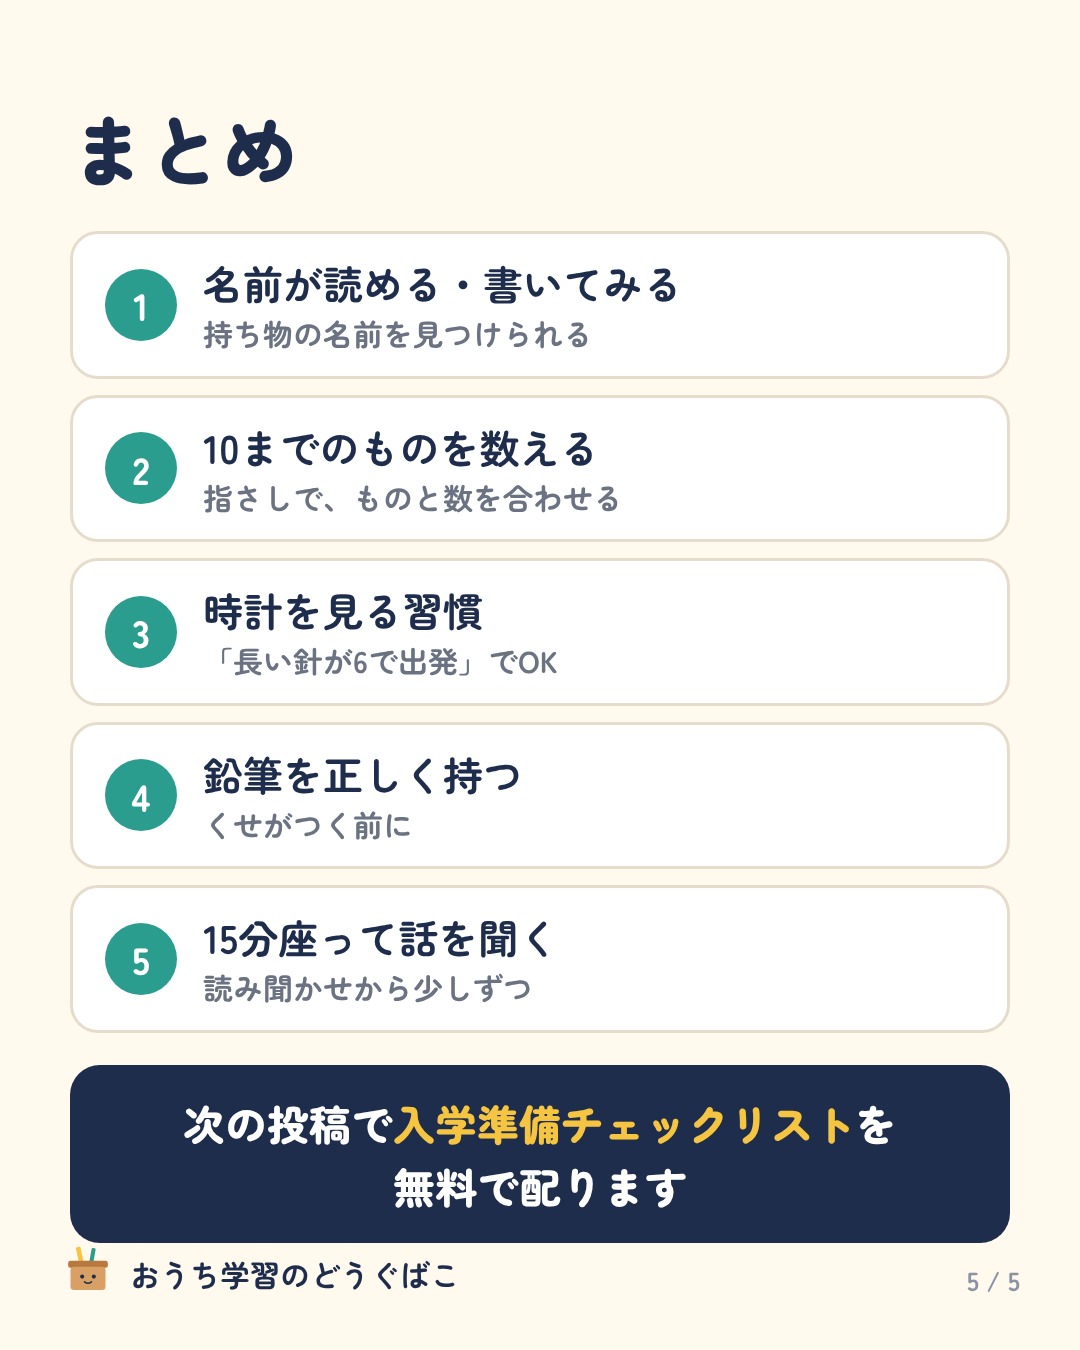 まとめ
1
名前が読める・書いてみる
持ち物の名前を見つけられる
2
10までのものを数える
指さしで、ものと数を合わせる
3
時計を見る習慣
「長い針が6で出発」でOK
4
鉛筆を正しく持つ
くせがつく前に
5
15分座って話を聞く
読み聞かせから少しずつ
次の投稿で入学準備チェックリストを
無料で配ります
おうち学習のどうぐばこ
5 / 5